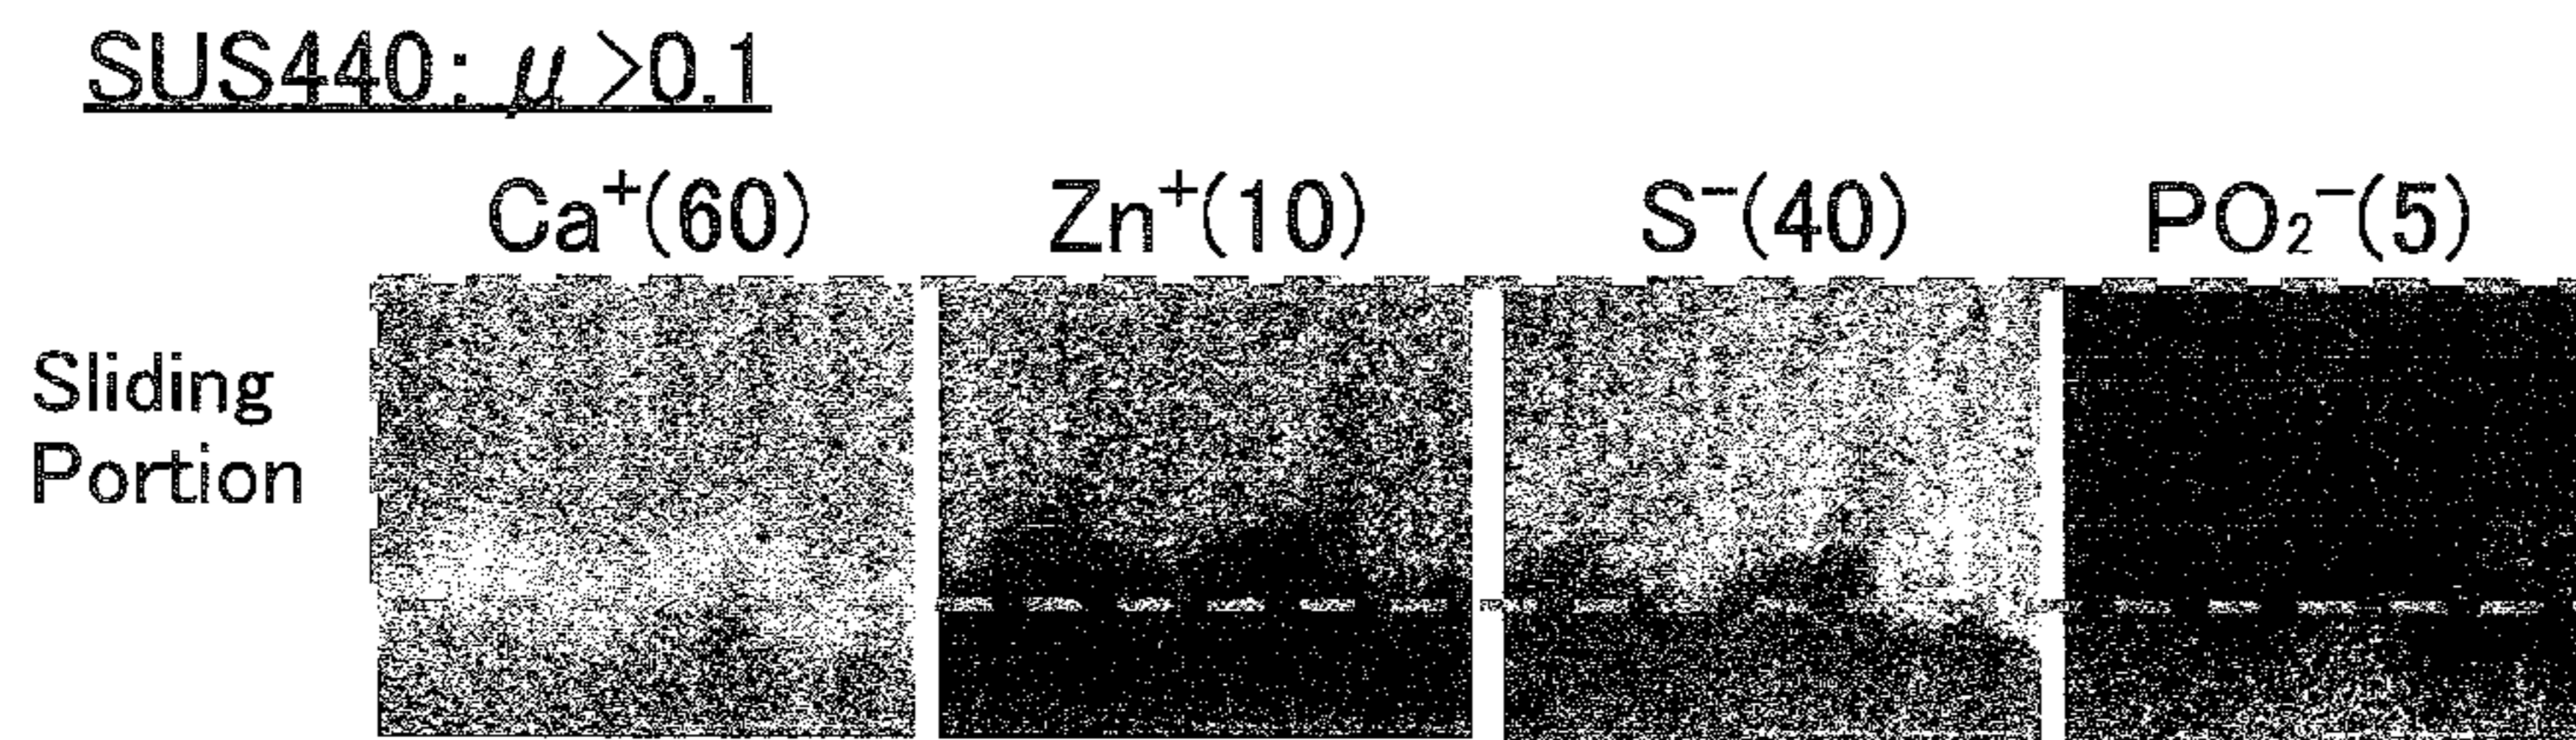 SUS440: μ>0.1
Ca⁺(60) Zn⁺(10) S⁻(40) PO₂⁻(5)
Sliding
Portion